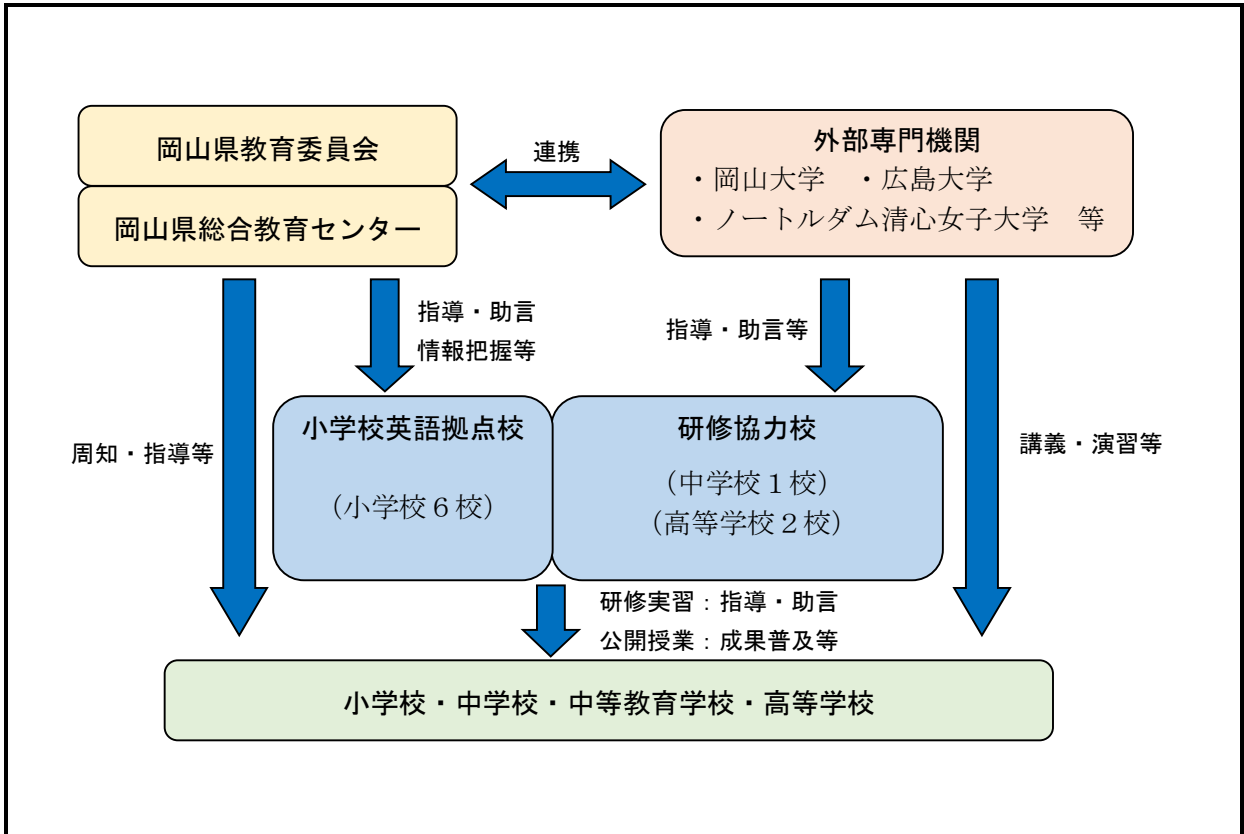 岡山県教育委員会
岡山県総合教育センター
連携
外部専門機関
・岡山大学　・広島大学
・ノートルダム清心女子大学　等
指導・助言
情報把握等
指導・助言等
周知・指導等
小学校英語拠点校
（小学校６校）
研修協力校
（中学校１校）
（高等学校２校）
講義・演習等
研修実習：指導・助言
公開授業：成果普及等
小学校・中学校・中等教育学校・高等学校